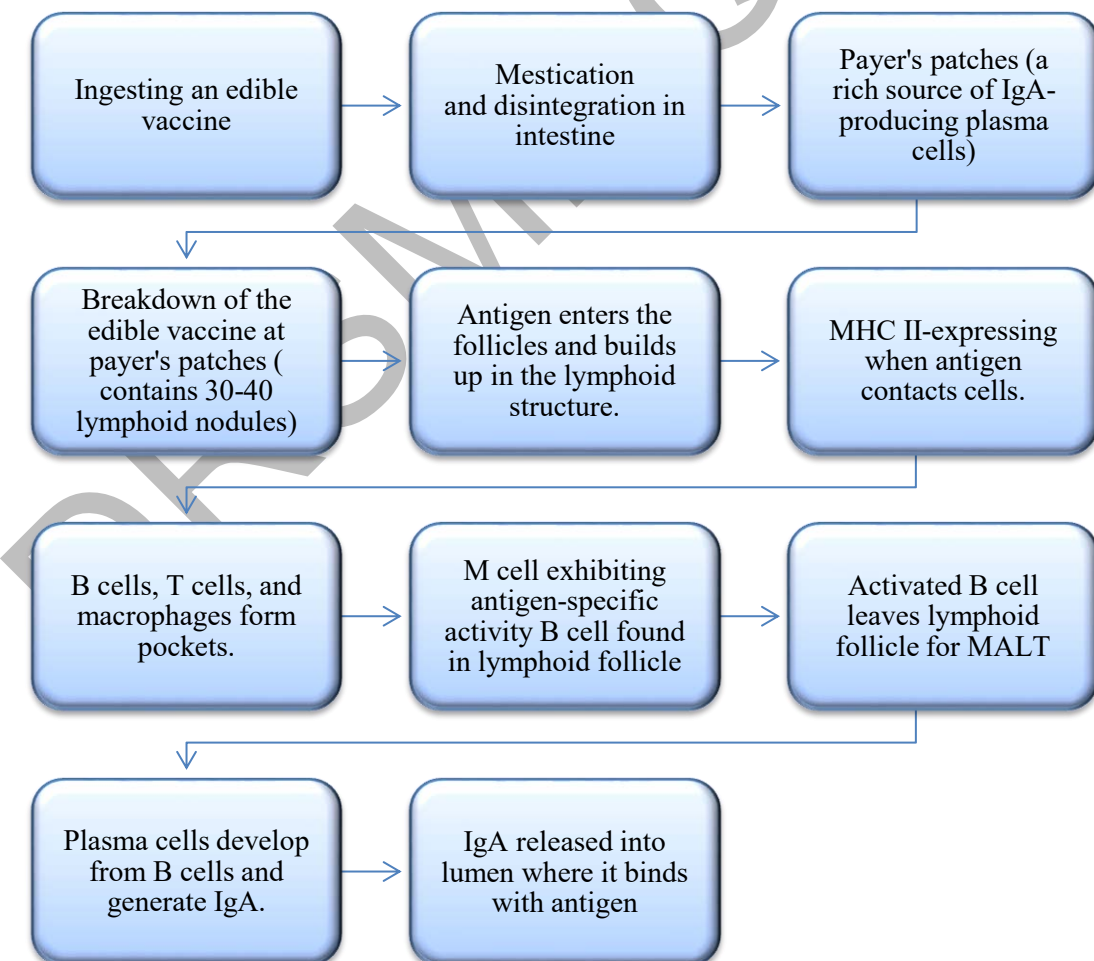 Ingesting an edible
vaccine
Mestication
and disintegration in
intestine
Payer's patches (a
rich source of IgA-
producing plasma
cells)
Breakdown of the
edible vaccine at
payer's patches (
contains 30-40
lymphoid nodules)
Antigen enters the
follicles and builds
up in the lymphoid
structure.
MHC II-expressing
when antigen
contacts cells.
B cells, T cells, and
macrophages form
pockets.
M cell exhibiting
antigen-specific
activity B cell found
in lymphoid follicle
Activated B cell
leaves lymphoid
follicle for MALT
Plasma cells develop
from B cells and
generate IgA.
IgA released into
lumen where it binds
with antigen